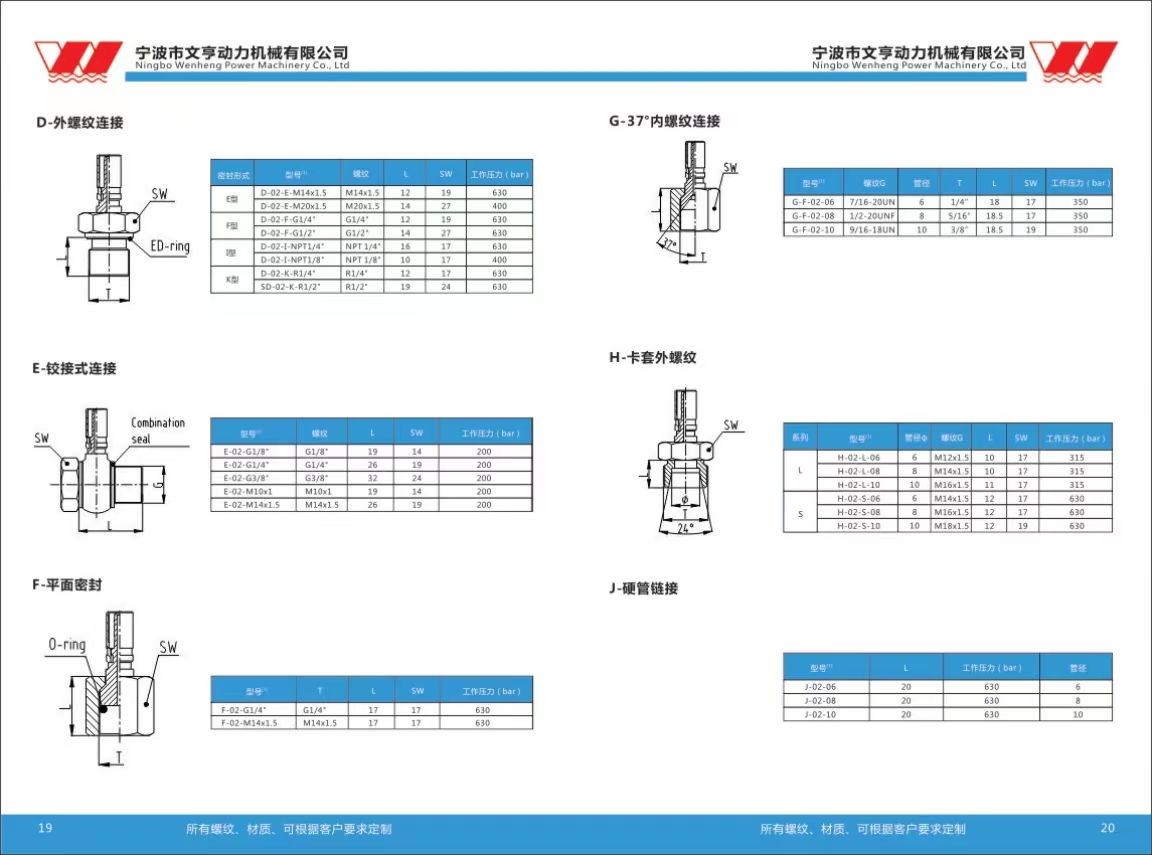 宁波市文亨动力机械有限公司
Ningbo Wenheng Power Machinery Co., Ltd
D-外螺纹连接
SW
ED-ring
L
T
密封形式 型号⁽¹⁾ 螺纹 L SW 工作压力（bar）
E型 D-02-E-M14x1.5 M14x1.5 12 19 630
D-02-E-M20x1.5 M20x1.5 14 27 400
F型 D-02-F-G1/4" G1/4" 12 19 630
D-02-F-G1/2" G1/2" 14 27 630
I型 D-02-I-NPT1/4" NPT 1/4" 16 17 630
D-02-I-NPT1/8" NPT 1/8" 10 17 400
K型 D-02-K-R1/4" R1/4" 12 17 630
SD-02-K-R1/2" R1/2" 19 24 630
E-铰接式连接
SW
Combination
seal
G
L
型号⁽¹⁾ 螺纹 L SW 工作压力（bar）
E-02-G1/8" G1/8" 19 14 200
E-02-G1/4" G1/4" 26 19 200
E-02-G3/8" G3/8" 32 24 200
E-02-M10x1 M10x1 19 14 200
E-02-M14x1.5 M14x1.5 26 19 200
F-平面密封
O-ring
SW
L
T
型号⁽¹⁾ T L SW 工作压力（bar）
F-02-G1/4" G1/4" 17 17 630
F-02-M14x1.5 M14x1.5 17 17 630
19
所有螺纹、材质、可根据客户要求定制
宁波市文亨动力机械有限公司
Ningbo Wenheng Power Machinery Co., Ltd
G-37°内螺纹连接
SW
L
37°
T
型号⁽¹⁾ 螺纹G 管径 T L SW 工作压力（bar）
G-F-02-06 7/16-20UN 6 1/4" 18 17 350
G-F-02-08 1/2-20UNF 8 5/16" 18.5 17 350
G-F-02-10 9/16-18UN 10 3/8" 18.5 19 350
H-卡套外螺纹
SW
L
Φ
T
24°
系列 型号⁽¹⁾ 管径Φ 螺纹G L SW 工作压力（bar）
L H-02-L-06 6 M12x1.5 10 17 315
H-02-L-08 8 M14x1.5 10 17 315
H-02-L-10 10 M16x1.5 11 17 315
S H-02-S-06 6 M14x1.5 12 17 630
H-02-S-08 8 M16x1.5 12 17 630
H-02-S-10 10 M18x1.5 12 19 630
J-硬管链接
型号⁽¹⁾ L 工作压力（bar） 管径
J-02-06 20 630 6
J-02-08 20 630 8
J-02-10 20 630 10
所有螺纹、材质、可根据客户要求定制
20